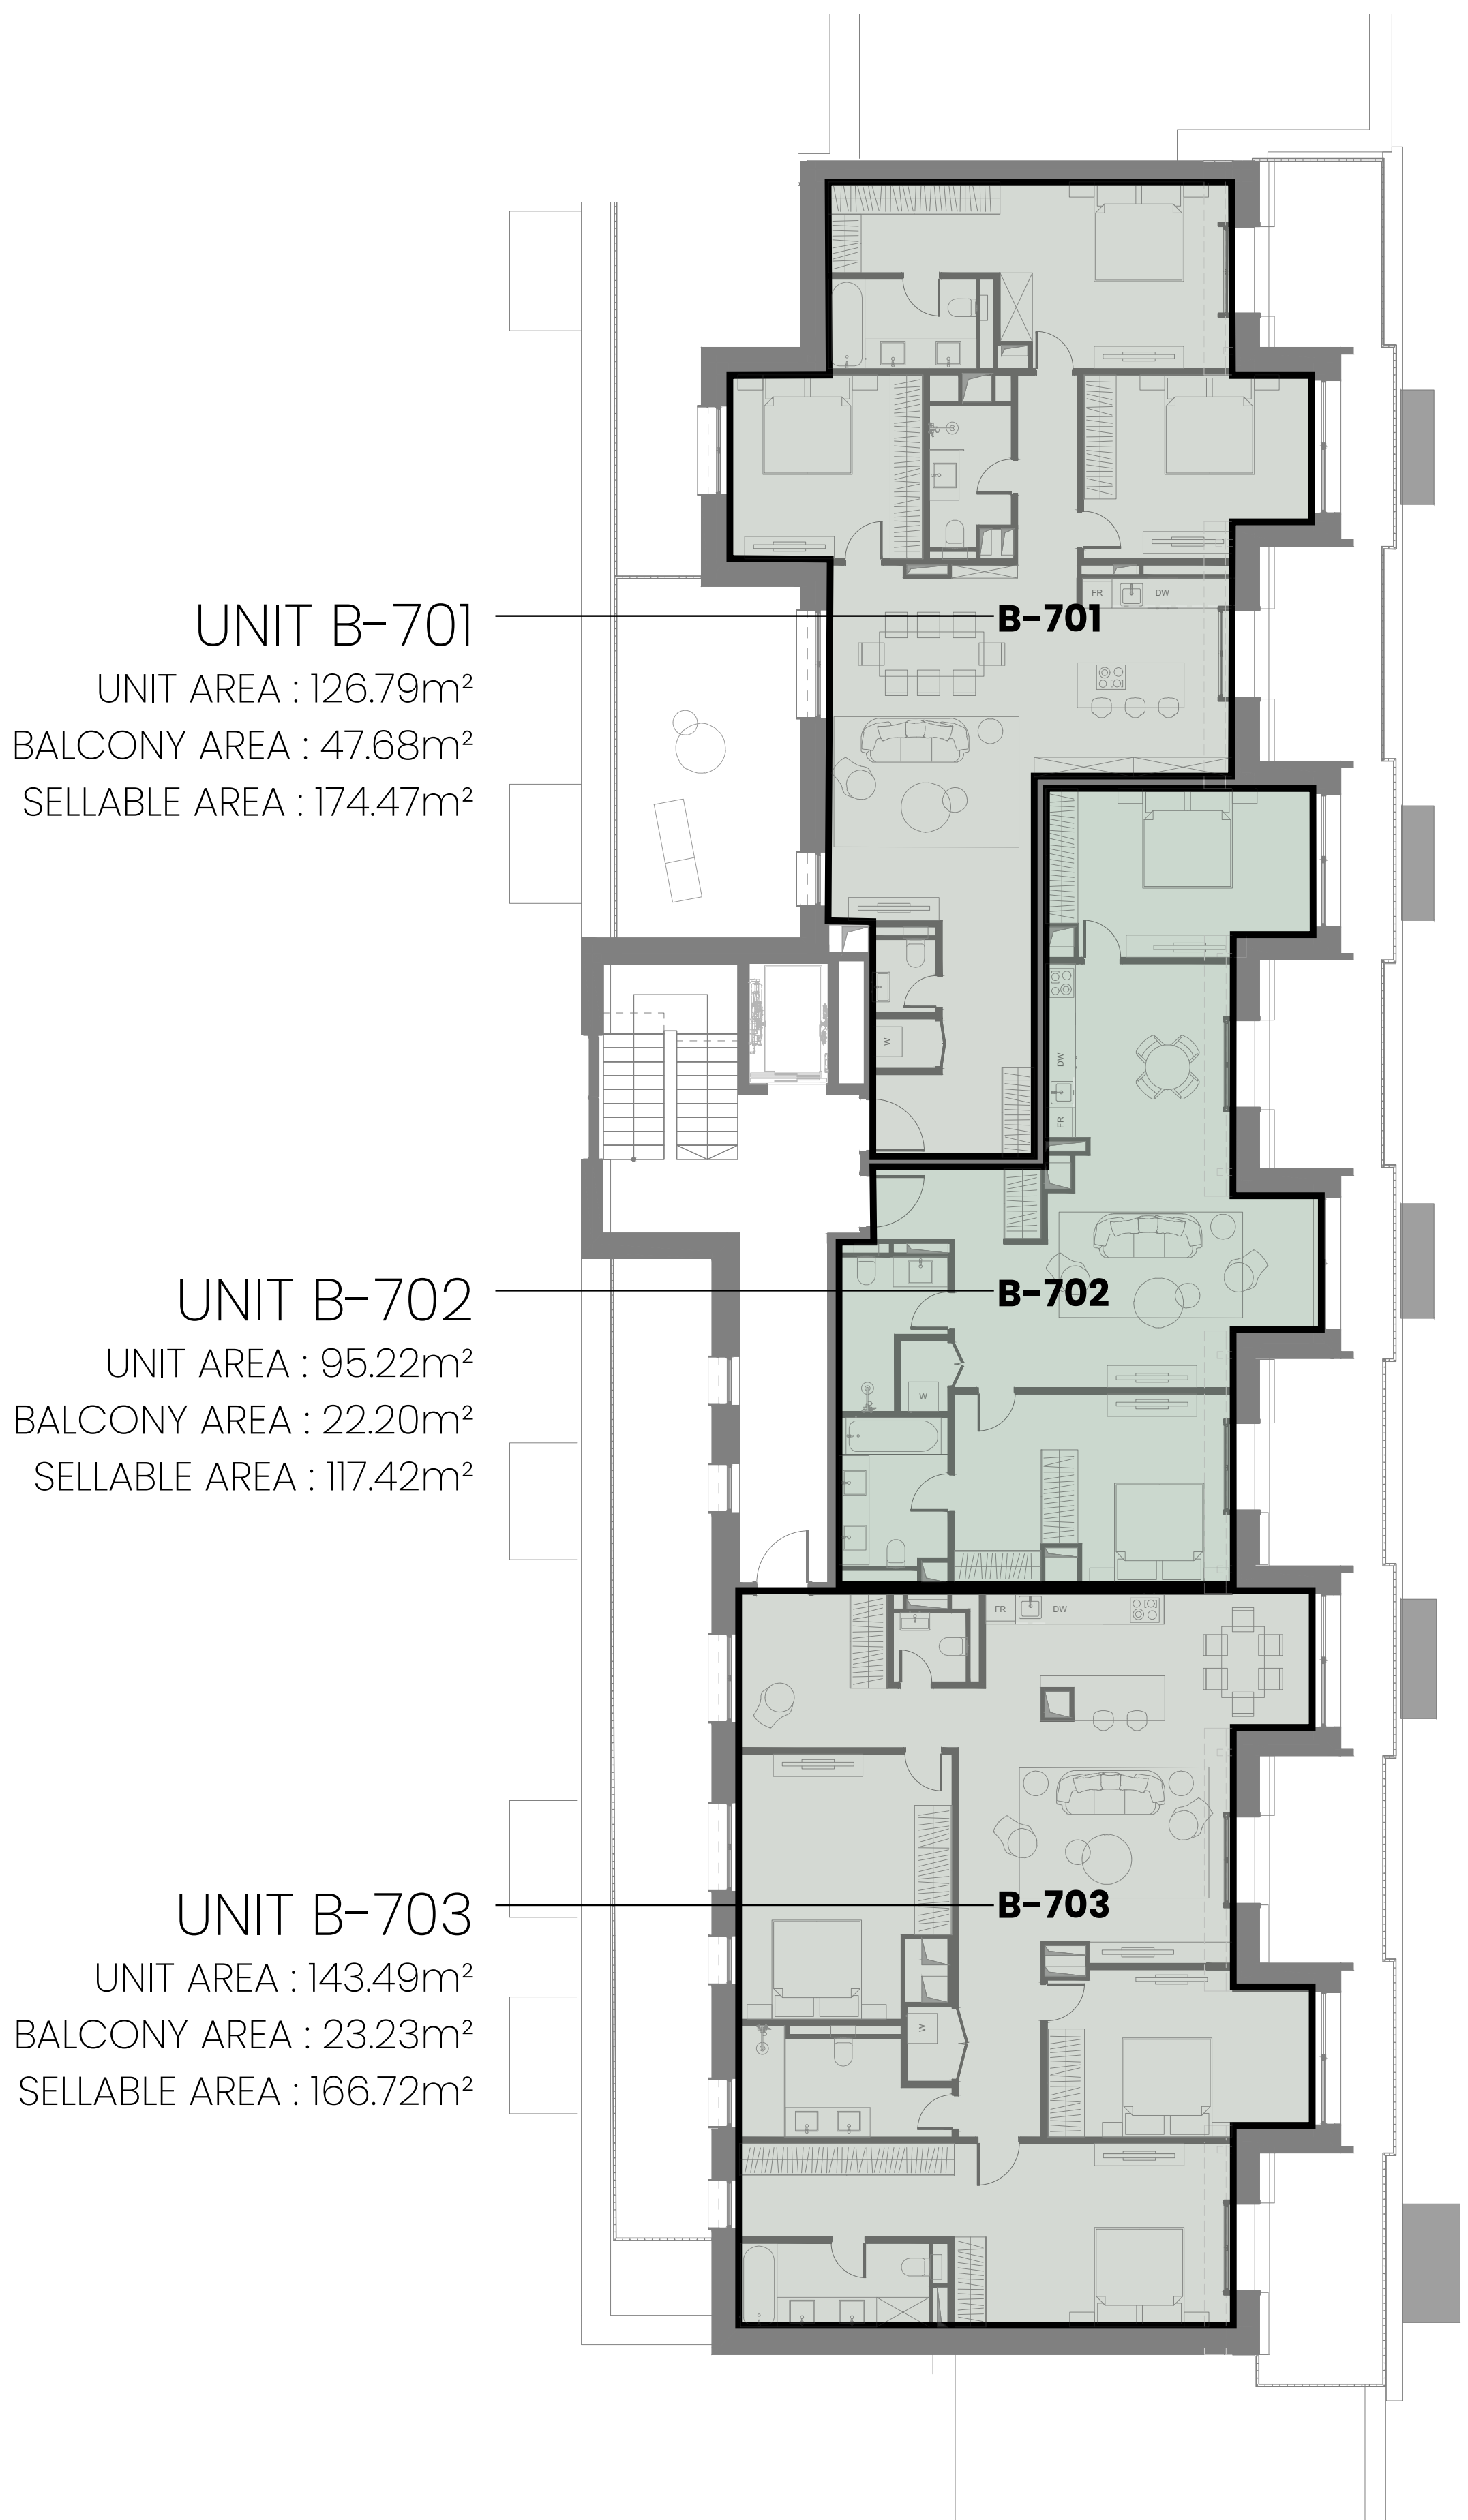 FR
DW
UNIT B-701
B-701
UNIT AREA : 126.79m²
BALCONY AREA : 47.68m²
SELLABLE AREA : 174.47m²
W
DW
FR
UNIT B-702
B-702
UNIT AREA : 95.22m²
BALCONY AREA : 22.20m²
SELLABLE AREA : 117.42m²
W
FR
DW
UNIT B-703
B-703
UNIT AREA : 143.49m²
BALCONY AREA : 23.23m²
SELLABLE AREA : 166.72m²
W